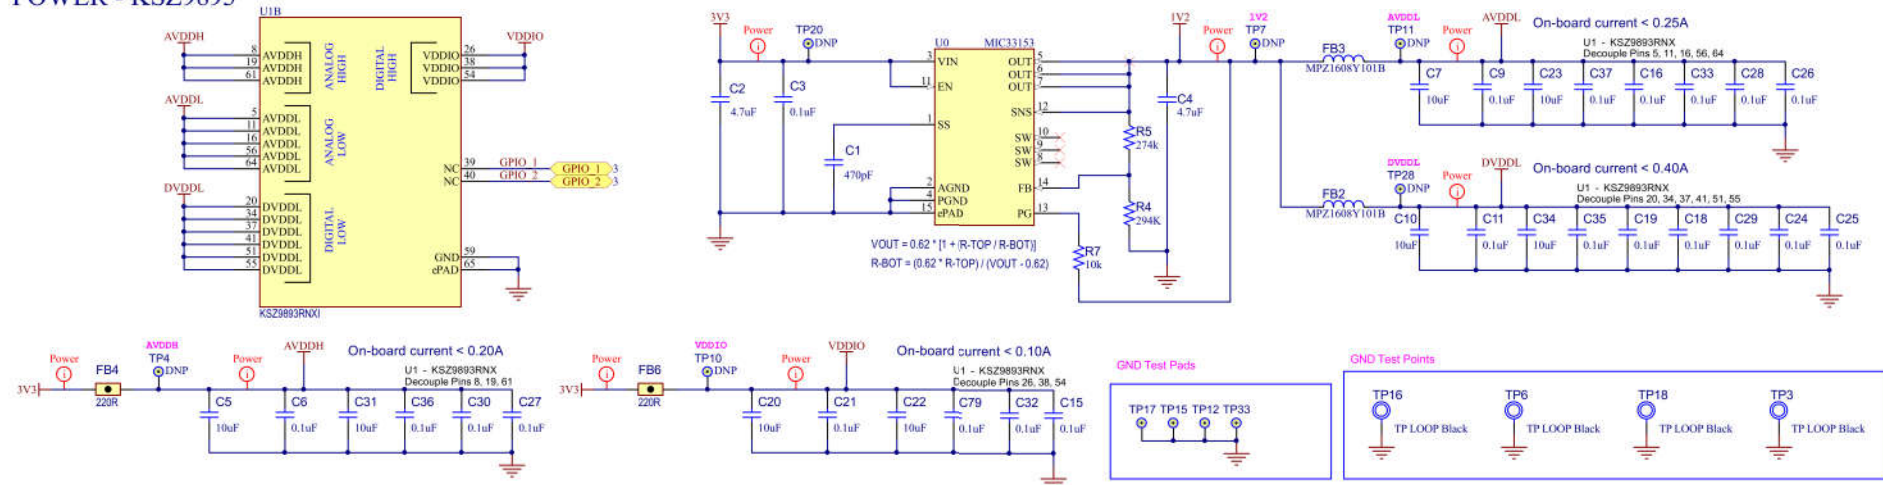 POWER - KSZ9893
U1B
AVDDH
8 AVDDH
19 AVDDH
61 AVDDH
ANALOG HIGH
DIGITAL HIGH
VDDIO 26
VDDIO 38
VDDIO 54
VDDIO
AVDDL
5 AVDDL
11 AVDDL
16 AVDDL
56 AVDDL
64 AVDDL
ANALOG LOW
NC 39 GPIO_1 GPIO_1 3
NC 40 GPIO_2 GPIO_2 3
DVDDL
20 DVDDL
34 DVDDL
37 DVDDL
41 DVDDL
51 DVDDL
55 DVDDL
DIGITAL LOW
GND 59
ePAD 65
KSZ9893RNXI
3V3
Power
TP20
DNP
C2
4.7uF
C3
0.1uF
C1
470pF
U0 MIC33153
3 VIN
11 EN
1 SS
2 AGND
4 PGND
15 ePAD
OUT 5
OUT 6
OUT 7
SNS 12
SW 10
SW 9
SW 8
FB 14
PG 13
VOUT = 0.62 * [1 + (R-TOP / R-BOT)]
R-BOT = (0.62 * R-TOP) / (VOUT - 0.62)
R5
274k
R4
294K
R7
10k
1V2
C4
4.7uF
Power
1V2
TP7
DNP
FB3
MPZ1608Y101B
AVDDL
TP11
DNP
Power
AVDDL
On-board current < 0.25A
U1 - KSZ9893RNX
Decouple Pins 5, 11, 16, 56, 64
C7
10uF
C9
0.1uF
C23
10uF
C37
0.1uF
C16
0.1uF
C33
0.1uF
C28
0.1uF
C26
0.1uF
FB2
MPZ1608Y101B
DVDDL
TP28
DNP
Power
DVDDL
On-board current < 0.40A
U1 - KSZ9893RNX
Decouple Pins 20, 34, 37, 41, 51, 55
C10
10uF
C11
0.1uF
C34
10uF
C35
0.1uF
C19
0.1uF
C18
0.1uF
C29
0.1uF
C24
0.1uF
C25
0.1uF
3V3
Power
FB4
220R
AVDDH
TP4
DNP
Power
AVDDH
On-board current < 0.20A
U1 - KSZ9893RNX
Decouple Pins 8, 19, 61
C5
10uF
C6
0.1uF
C31
10uF
C36
0.1uF
C30
0.1uF
C27
0.1uF
3V3
Power
FB6
220R
VDDIO
TP10
DNP
Power
VDDIO
On-board current < 0.10A
U1 - KSZ9893RNX
Decouple Pins 26, 38, 54
C20
10uF
C21
0.1uF
C22
10uF
C79
0.1uF
C32
0.1uF
C15
0.1uF
GND Test Pads
TP17 TP15 TP12 TP33
GND Test Points
TP16
TP LOOP Black
TP6
TP LOOP Black
TP18
TP LOOP Black
TP3
TP LOOP Black